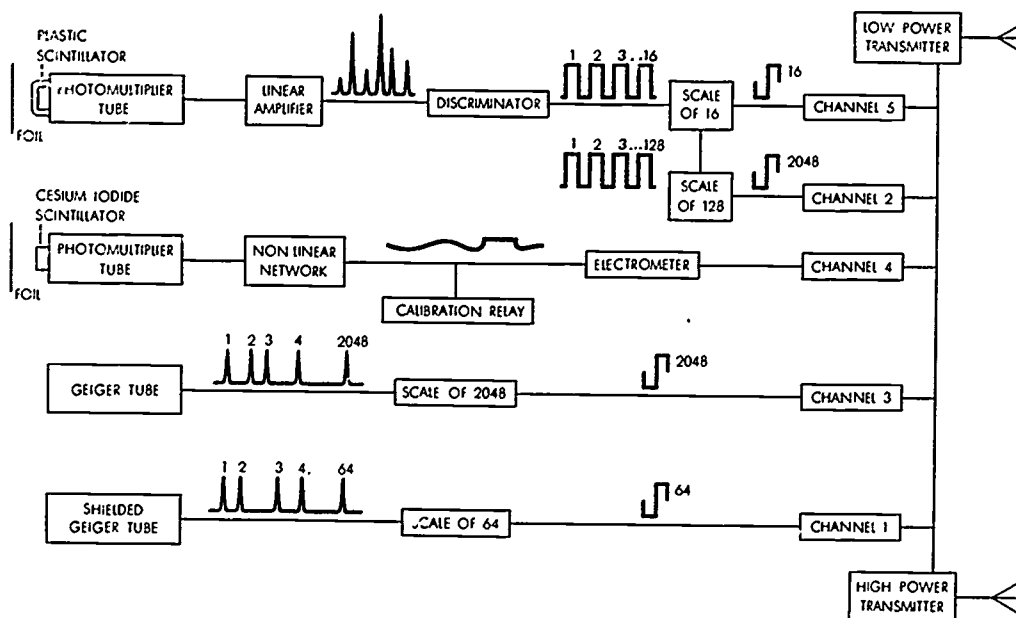 PLASTIC
SCINTILLATOR
PHOTOMULTIPLIER
TUBE
FOIL
LINEAR
AMPLIFIER
DISCRIMINATOR
1 2 3..16
SCALE
OF 16
16
CHANNEL 5
LOW POWER
TRANSMITTER
1 2 3...128
SCALE
OF 128
2048
CHANNEL 2
CESIUM IODIDE
SCINTILLATOR
PHOTOMULTIPLIER
TUBE
FOIL
NON LINEAR
NETWORK
CALIBRATION RELAY
ELECTROMETER
CHANNEL 4
GEIGER TUBE
1 2 3 4 2048
SCALE OF 2048
2048
CHANNEL 3
SHIELDED
GEIGER TUBE
1 2 3 4. 64
SCALE OF 64
64
CHANNEL 1
HIGH POWER
TRANSMITTER